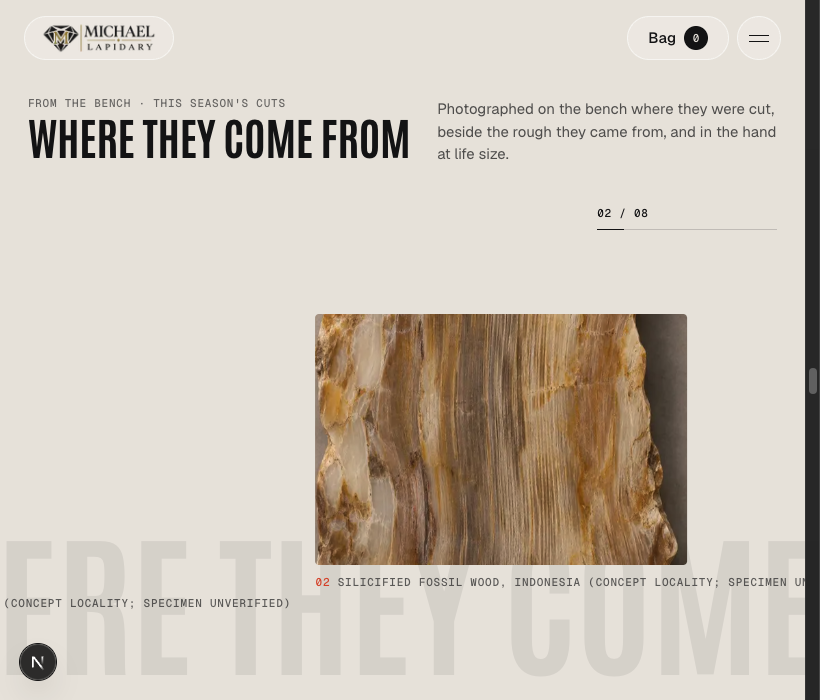 MICHAEL
LAPIDARY
Bag 0
FROM THE BENCH · THIS SEASON'S CUTS
WHERE THEY COME FROM
Photographed on the bench where they were cut,
beside the rough they came from, and in the hand
at life size.
02 / 08
ERE THEY COME
02 SILICIFIED FOSSIL WOOD, INDONESIA (CONCEPT LOCALITY; SPECIMEN UN
(CONCEPT LOCALITY; SPECIMEN UNVERIFIED)
N